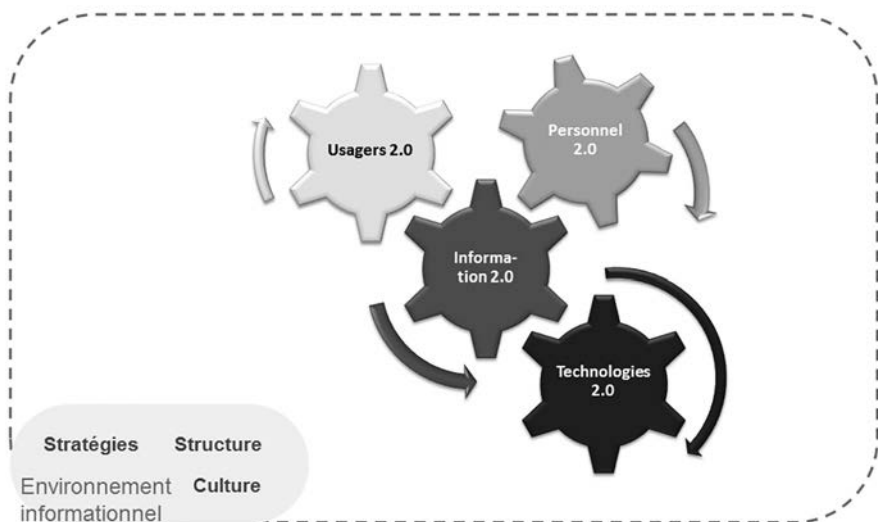 Usagers 2.0
Personnel
2.0
Informa-
tion 2.0
Technologies
2.0
Stratégies Structure
Environnement Culture
informationnel